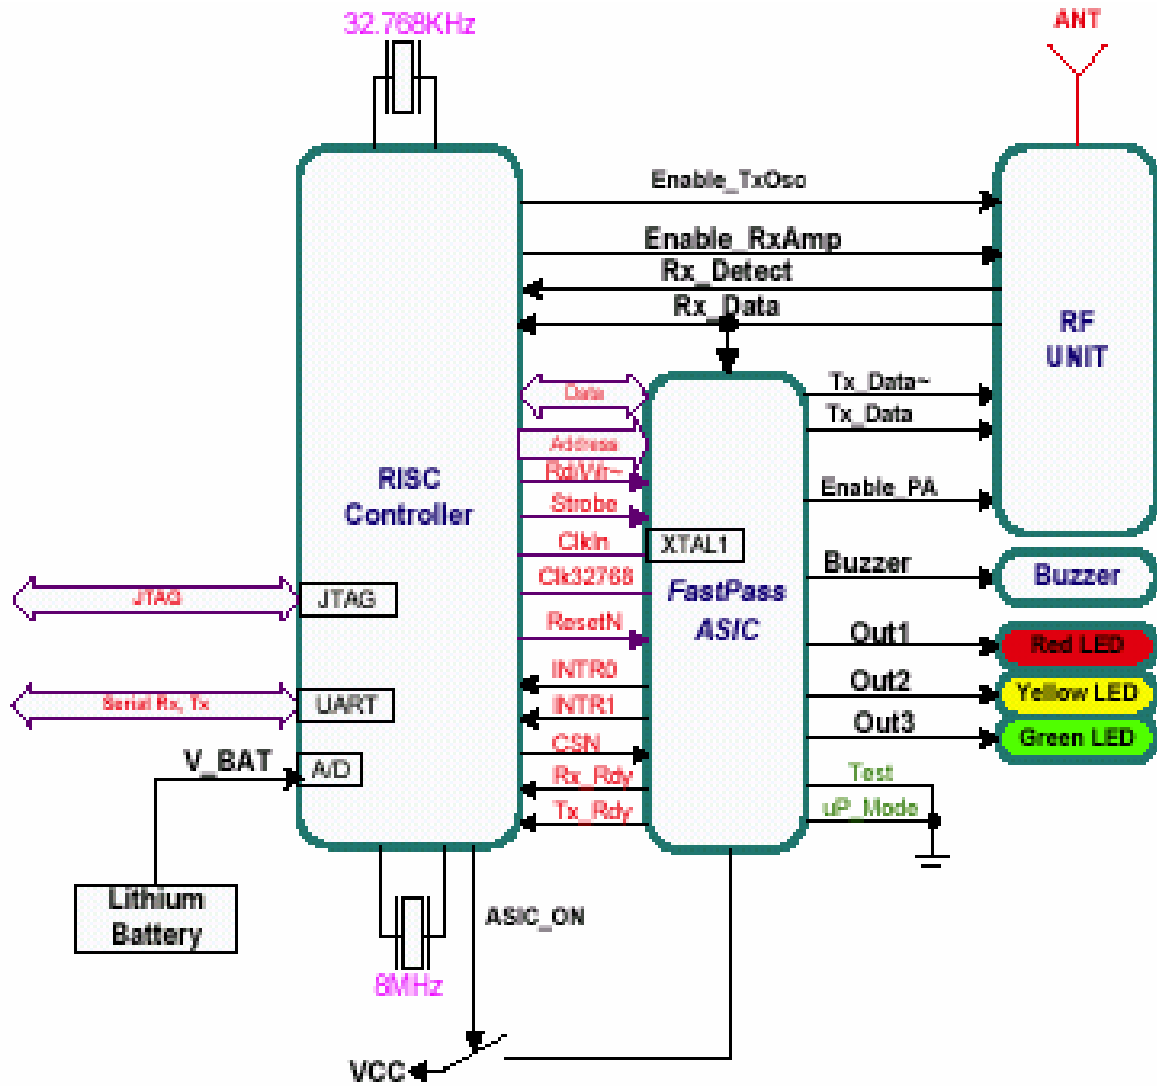 32.768KHz
ANT
Enable_TxOsc
Enable_RxAmp
Rx_Detect
Rx_Data
RF
UNIT
Data
Tx_Data~
Tx_Data
Address
RISC
Controller
Rd/Wr~
Enable_PA
Strobe
ClkIn
XTAL1
Clk32768
FastPass
ASIC
Buzzer
Buzzer
JTAG
JTAG
ResetN
Out1
Red LED
INTR0
Out2
Yellow LED
Serial Rx, Tx
UART
INTR1
Out3
Green LED
CSN
V_BAT
A/D
Rx_Rdy
Test
Tx_Rdy
uP_Mode
Lithium
Battery
ASIC_ON
8MHz
VCC